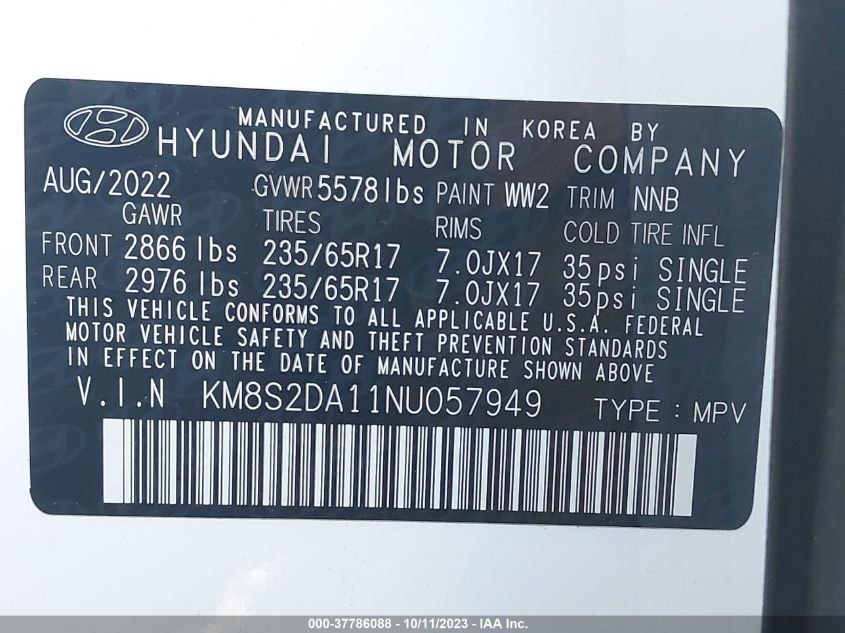 MANUFACTURED IN KOREA BY
HYUNDAI MOTOR COMPANY
AUG/2022 GVWR 5578lbs PAINT WW2 TRIM NNB
GAWR TIRES RIMS COLD TIRE INFL
FRONT 2866 lbs 235/65R17 7.0JX17 35psi SINGLE
REAR 2976 lbs 235/65R17 7.0JX17 35psi SINGLE
THIS VEHICLE CONFORMS TO ALL APPLICABLE U.S.A. FEDERAL
MOTOR VEHICLE SAFETY AND THEFT PREVENTION STANDARDS
IN EFFECT ON THE DATE OF MANUFACTURE SHOWN ABOVE.
V.I.N KM8S2DA11NU057949 TYPE : MPV
000-37786088 - 10/11/2023 - IAA Inc.